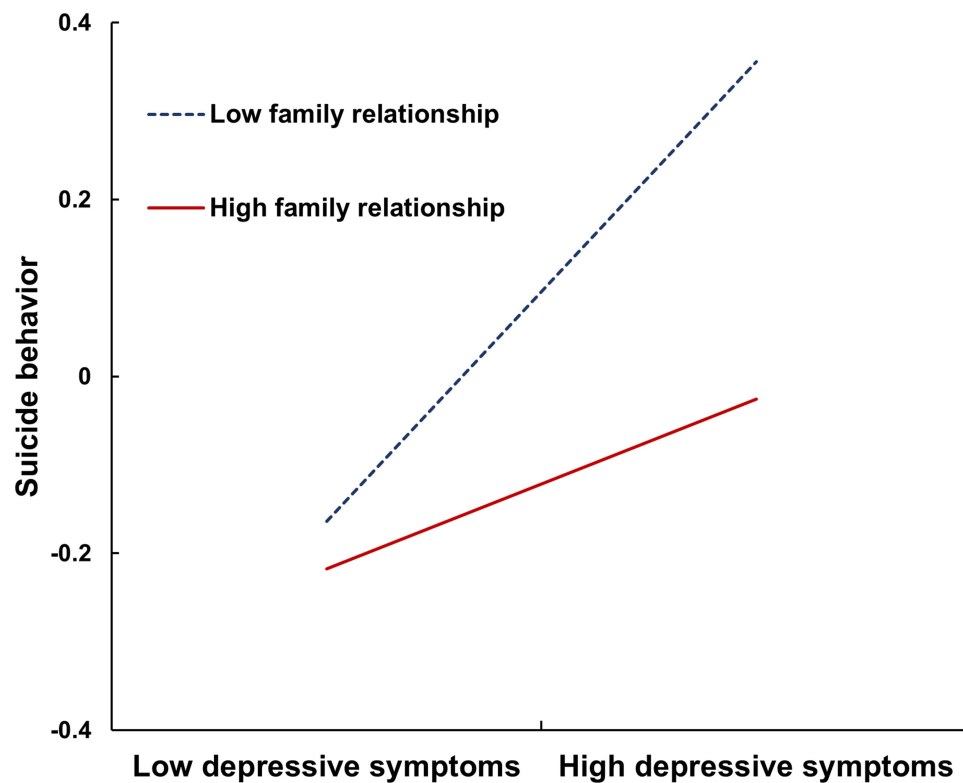 0.4
Low family relationship
0.2
High family relationship
Suicide behavior
0
-0.2
-0.4
Low depressive symptoms
High depressive symptoms